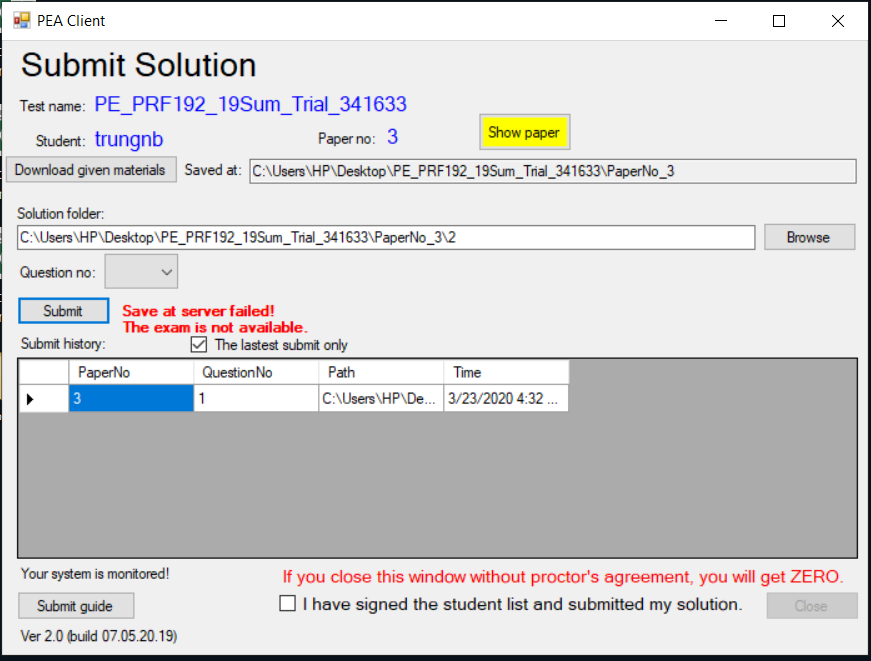 PEA Client
Submit Solution
Test name: PE_PRF192_19Sum_Trial_341633
Student: trungnb Paper no: 3 Show paper
Download given materials Saved at: C:\Users\HP\Desktop\PE_PRF192_19Sum_Trial_341633\PaperNo_3
Solution folder:
C:\Users\HP\Desktop\PE_PRF192_19Sum_Trial_341633\PaperNo_3\2 Browse
Question no:
Submit Save at server failed!
The exam is not available.
Submit history: The lastest submit only
PaperNo QuestionNo Path Time
3 1 C:\Users\HP\De... 3/23/2020 4:32 ...
Your system is monitored! If you close this window without proctor's agreement, you will get ZERO.
Submit guide I have signed the student list and submitted my solution. Close
Ver 2.0 (build 07.05.20.19)